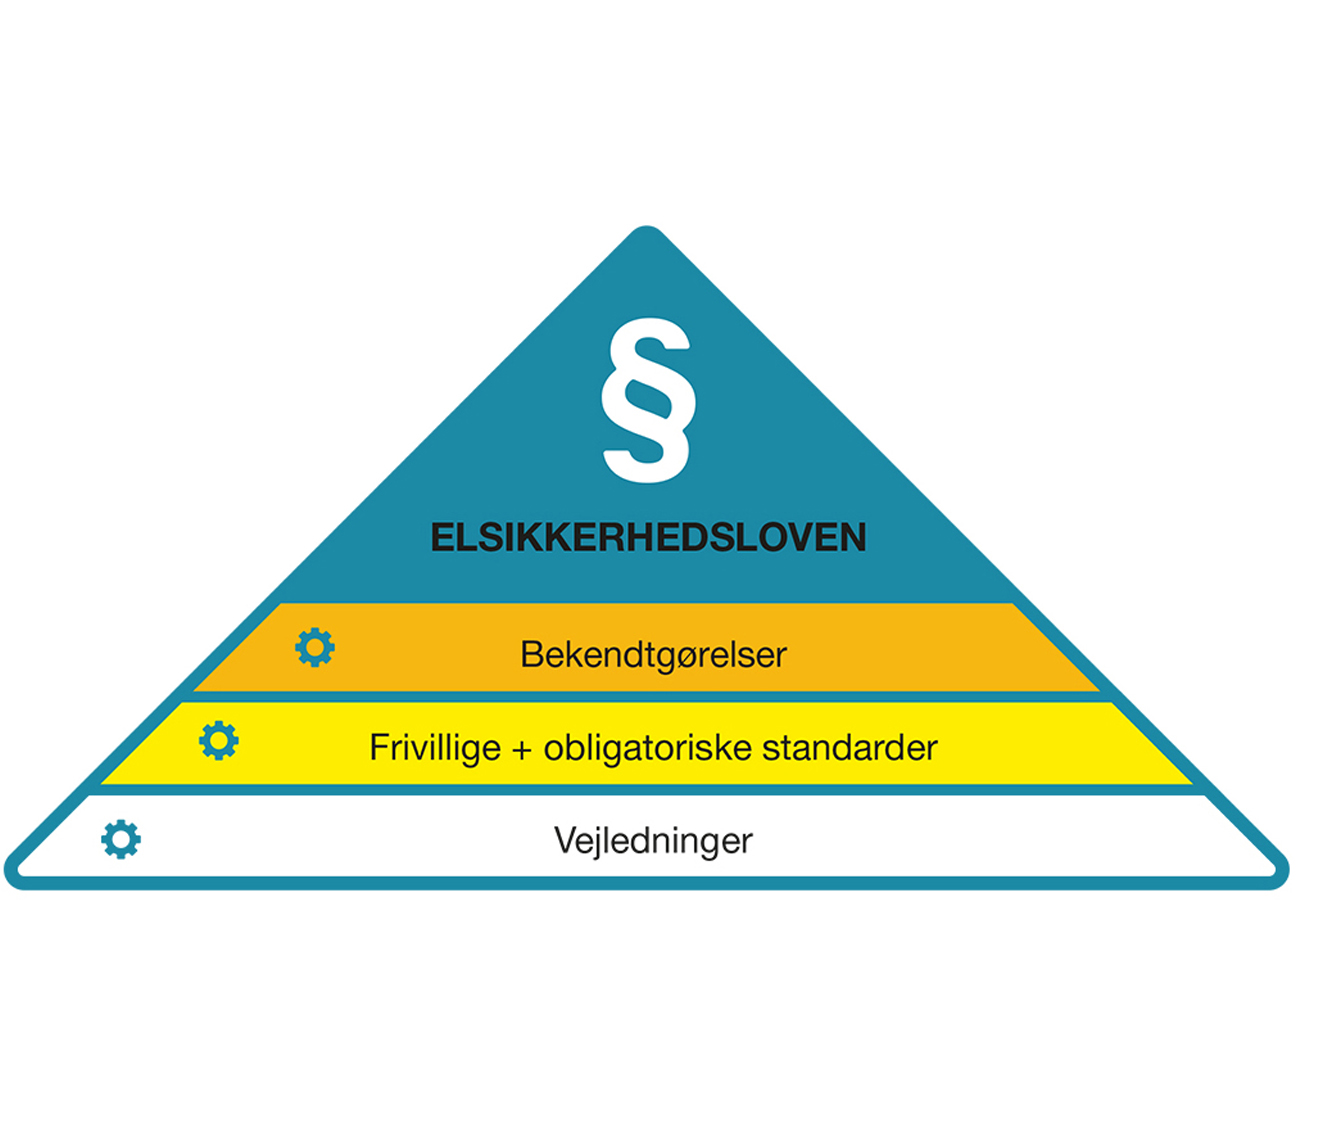 §
ELSIKKERHEDSLOVEN
Bekendtgørelser
Frivillige + obligatoriske standarder
Vejledninger